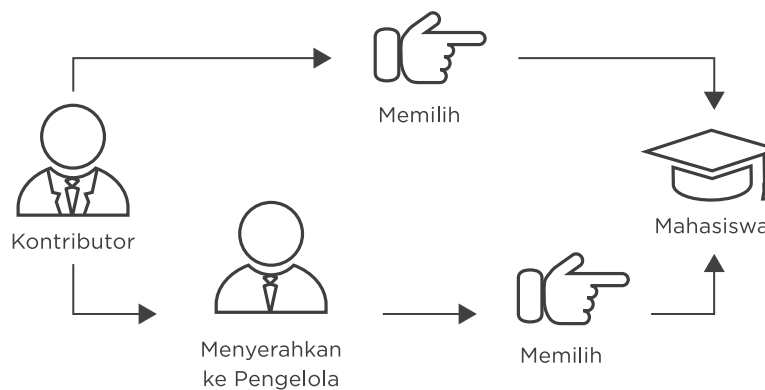 Memilih
Kontributor
Mahasiswa
Menyerahkan
ke Pengelola
Memilih